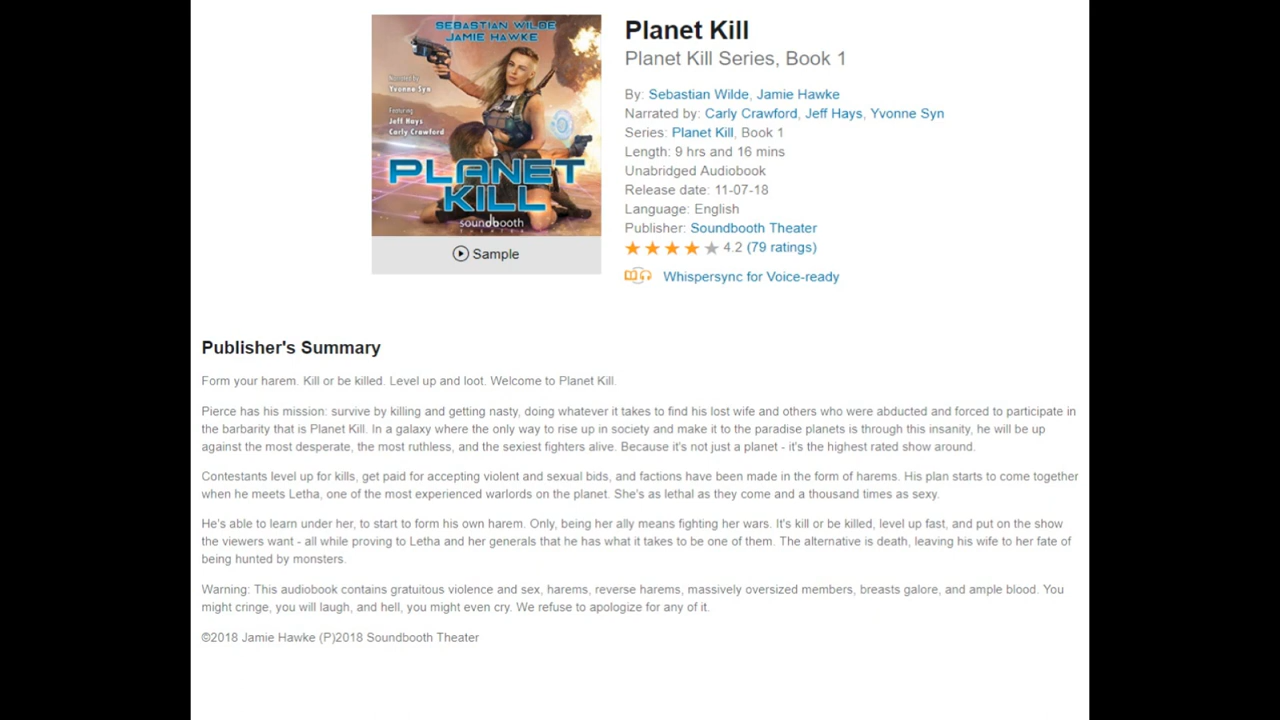 SEBASTIAN WILDE
JAMIE HAWKE
Narrated by
Yvonne Syn
Featuring
Jeff Hays
Carly Crawford
PLANET
KILL
soundbooth
THEATER
Sample
Planet Kill
Planet Kill Series, Book 1
By: Sebastian Wilde, Jamie Hawke
Narrated by: Carly Crawford, Jeff Hays, Yvonne Syn
Series: Planet Kill, Book 1
Length: 9 hrs and 16 mins
Unabridged Audiobook
Release date: 11-07-18
Language: English
Publisher: Soundbooth Theater
4.2 (79 ratings)
Whispersync for Voice-ready
Publisher's Summary
Form your harem. Kill or be killed. Level up and loot. Welcome to Planet Kill.
Pierce has his mission: survive by killing and getting nasty, doing whatever it takes to find his lost wife and others who were abducted and forced to participate in
the barbarity that is Planet Kill. In a galaxy where the only way to rise up in society and make it to the paradise planets is through this insanity, he will be up
against the most desperate, the most ruthless, and the sexiest fighters alive. Because it's not just a planet - it's the highest rated show around.
Contestants level up for kills, get paid for accepting violent and sexual bids, and factions have been made in the form of harems. His plan starts to come together
when he meets Letha, one of the most experienced warlords on the planet. She's as lethal as they come and a thousand times as sexy.
He's able to learn under her, to start to form his own harem. Only, being her ally means fighting her wars. It's kill or be killed, level up fast, and put on the show
the viewers want - all while proving to Letha and her generals that he has what it takes to be one of them. The alternative is death, leaving his wife to her fate of
being hunted by monsters.
Warning: This audiobook contains gratuitous violence and sex, harems, reverse harems, massively oversized members, breasts galore, and ample blood. You
might cringe, you will laugh, and hell, you might even cry. We refuse to apologize for any of it.
©2018 Jamie Hawke (P)2018 Soundbooth Theater